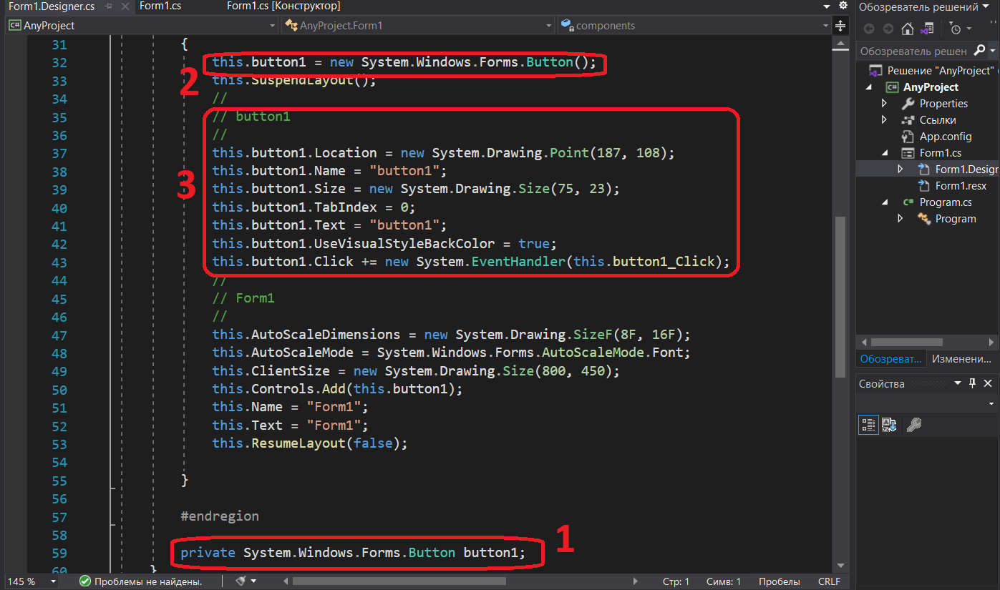 Form1.Designer.cs Form1.cs Form1.cs [Конструктор]
C# AnyProject AnyProject.Form1 components
31 {
32 this.button1 = new System.Windows.Forms.Button();
2
33 this.SuspendLayout();
34 //
35 // button1
36 //
37 this.button1.Location = new System.Drawing.Point(187, 108);
38 this.button1.Name = "button1";
3
39 this.button1.Size = new System.Drawing.Size(75, 23);
40 this.button1.TabIndex = 0;
41 this.button1.Text = "button1";
42 this.button1.UseVisualStyleBackColor = true;
43 this.button1.Click += new System.EventHandler(this.button1_Click);
44 //
45 // Form1
46 //
47 this.AutoScaleDimensions = new System.Drawing.SizeF(8F, 16F);
48 this.AutoScaleMode = System.Windows.Forms.AutoScaleMode.Font;
49 this.ClientSize = new System.Drawing.Size(800, 450);
50 this.Controls.Add(this.button1);
51 this.Name = "Form1";
52 this.Text = "Form1";
53 this.ResumeLayout(false);
54
55 }
56
57 #endregion
58
1
59 private System.Windows.Forms.Button button1;
60 }
145 % Проблемы не найдены. Стр: 1 Симв: 1 Пробелы CRLF
Обозреватель решений
Обозреватель решен
Решение "AnyProject" (
C# AnyProject
Properties
Ссылки
App.config
Form1.cs
Form1.Desigr
Form1.resx
C# Program.cs
Program
Обозреват... Изменени...
Свойства